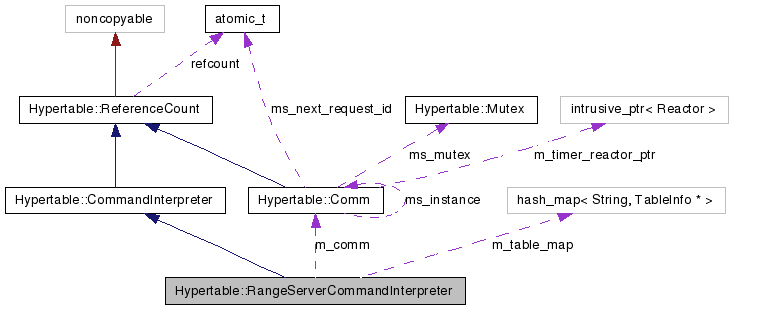 noncopyable
atomic_t
refcount
Hypertable::ReferenceCount
ms_next_request_id
Hypertable::Mutex
intrusive_ptr< Reactor >
ms_mutex
m_timer_reactor_ptr
Hypertable::CommandInterpreter
Hypertable::Comm
ms_instance
hash_map< String, TableInfo * >
m_comm
m_table_map
Hypertable::RangeServerCommandInterpreter